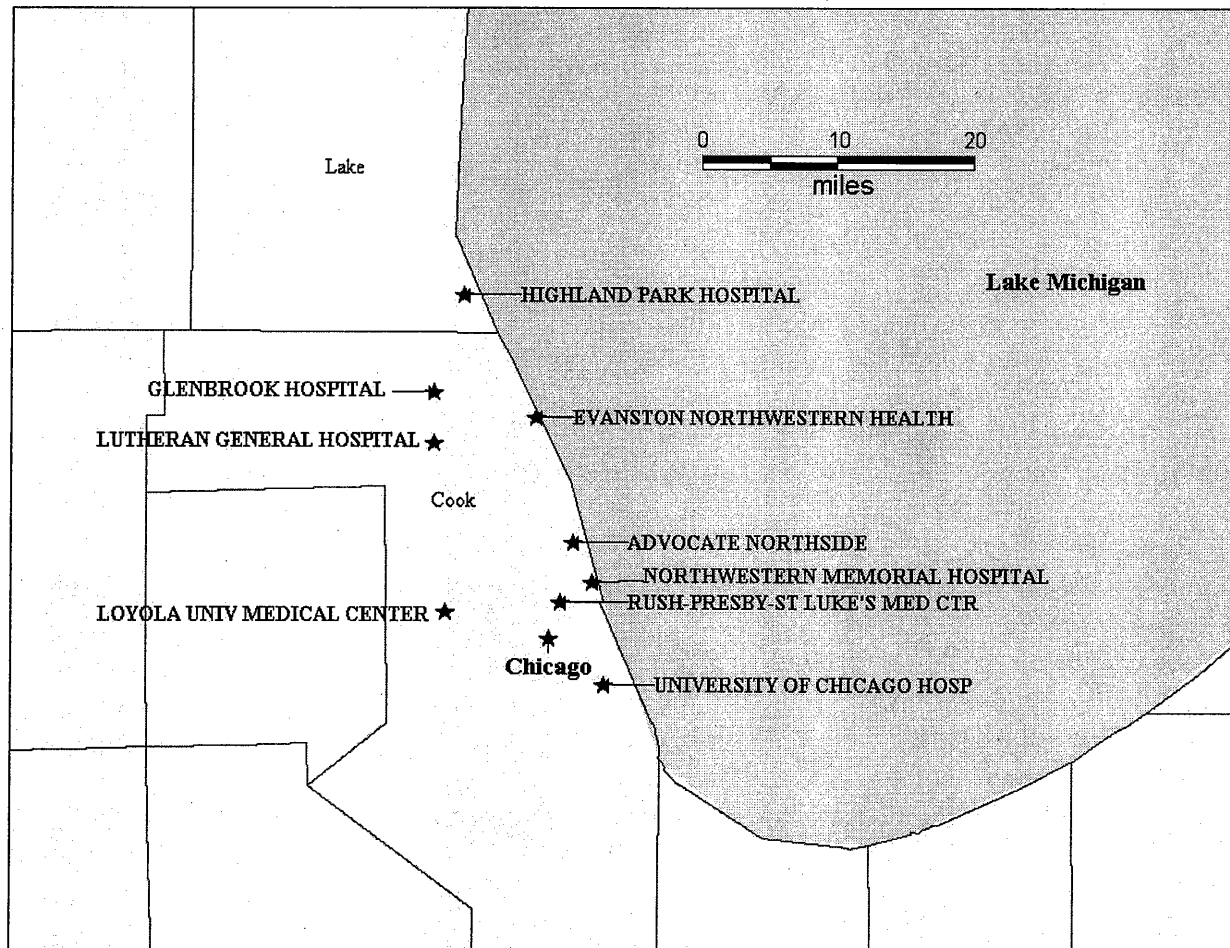 0 10 20
miles
Lake
Lake Michigan
HIGHLAND PARK HOSPITAL
GLENBROOK HOSPITAL
EVANSTON NORTHWESTERN HEALTH
LUTHERAN GENERAL HOSPITAL
Cook
ADVOCATE NORTHSIDE
NORTHWESTERN MEMORIAL HOSPITAL
RUSH-PRESBY-ST LUKE'S MED CTR
LOYOLA UNIV MEDICAL CENTER
Chicago
UNIVERSITY OF CHICAGO HOSP